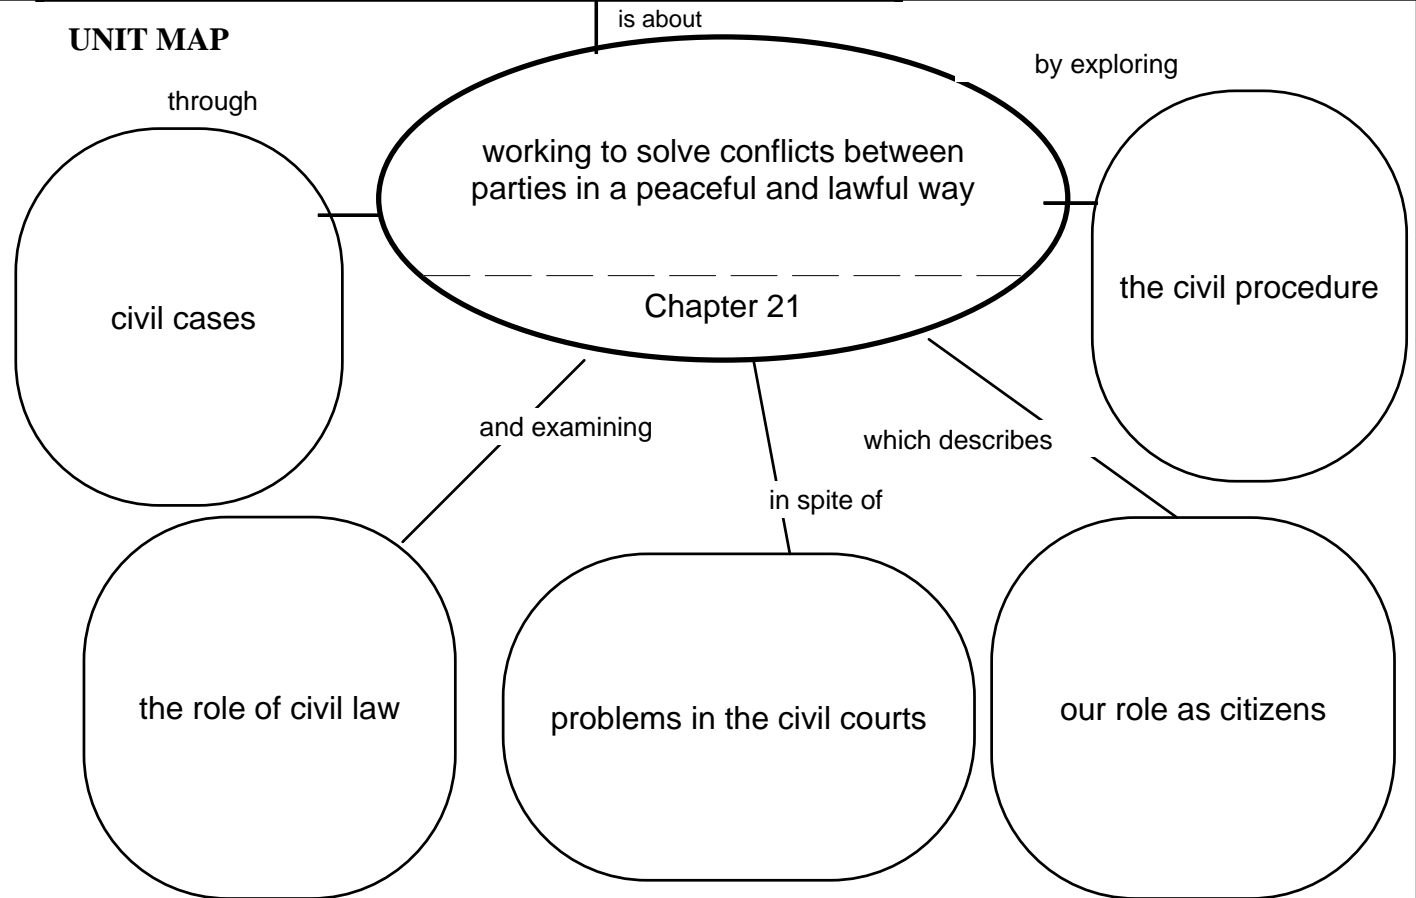 is about
UNIT MAP
by exploring
through
working to solve conflicts between
parties in a peaceful and lawful way
the civil procedure
Chapter 21
civil cases
and examining
which describes
in spite of
the role of civil law
problems in the civil courts
our role as citizens